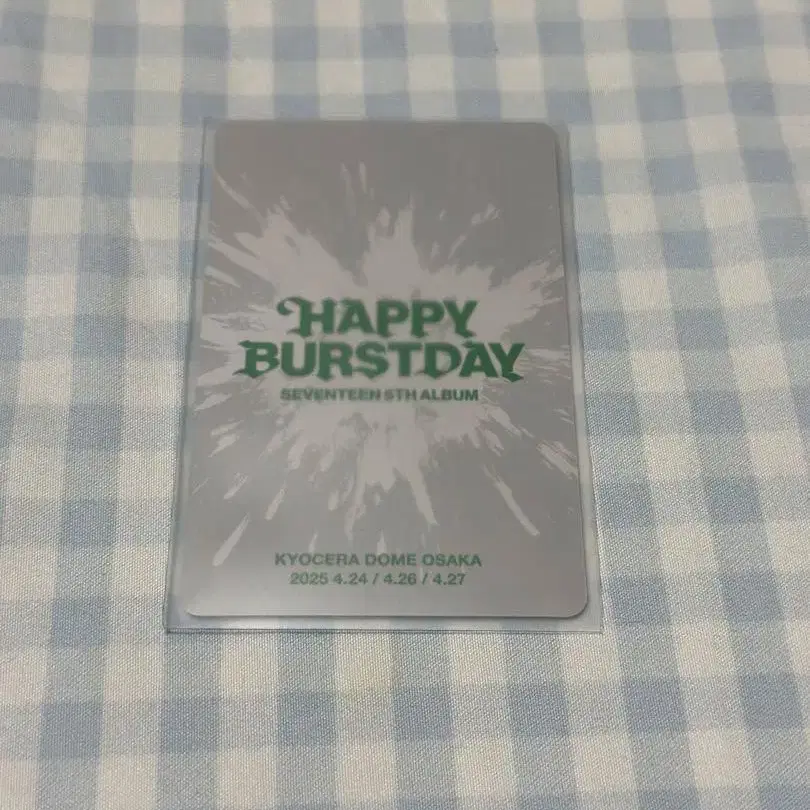 HAPPY
BURSTDAY
SEVENTEEN 5TH ALBUM
KYOCERA DOME OSAKA
2025 4.24 / 4.26 / 4.27